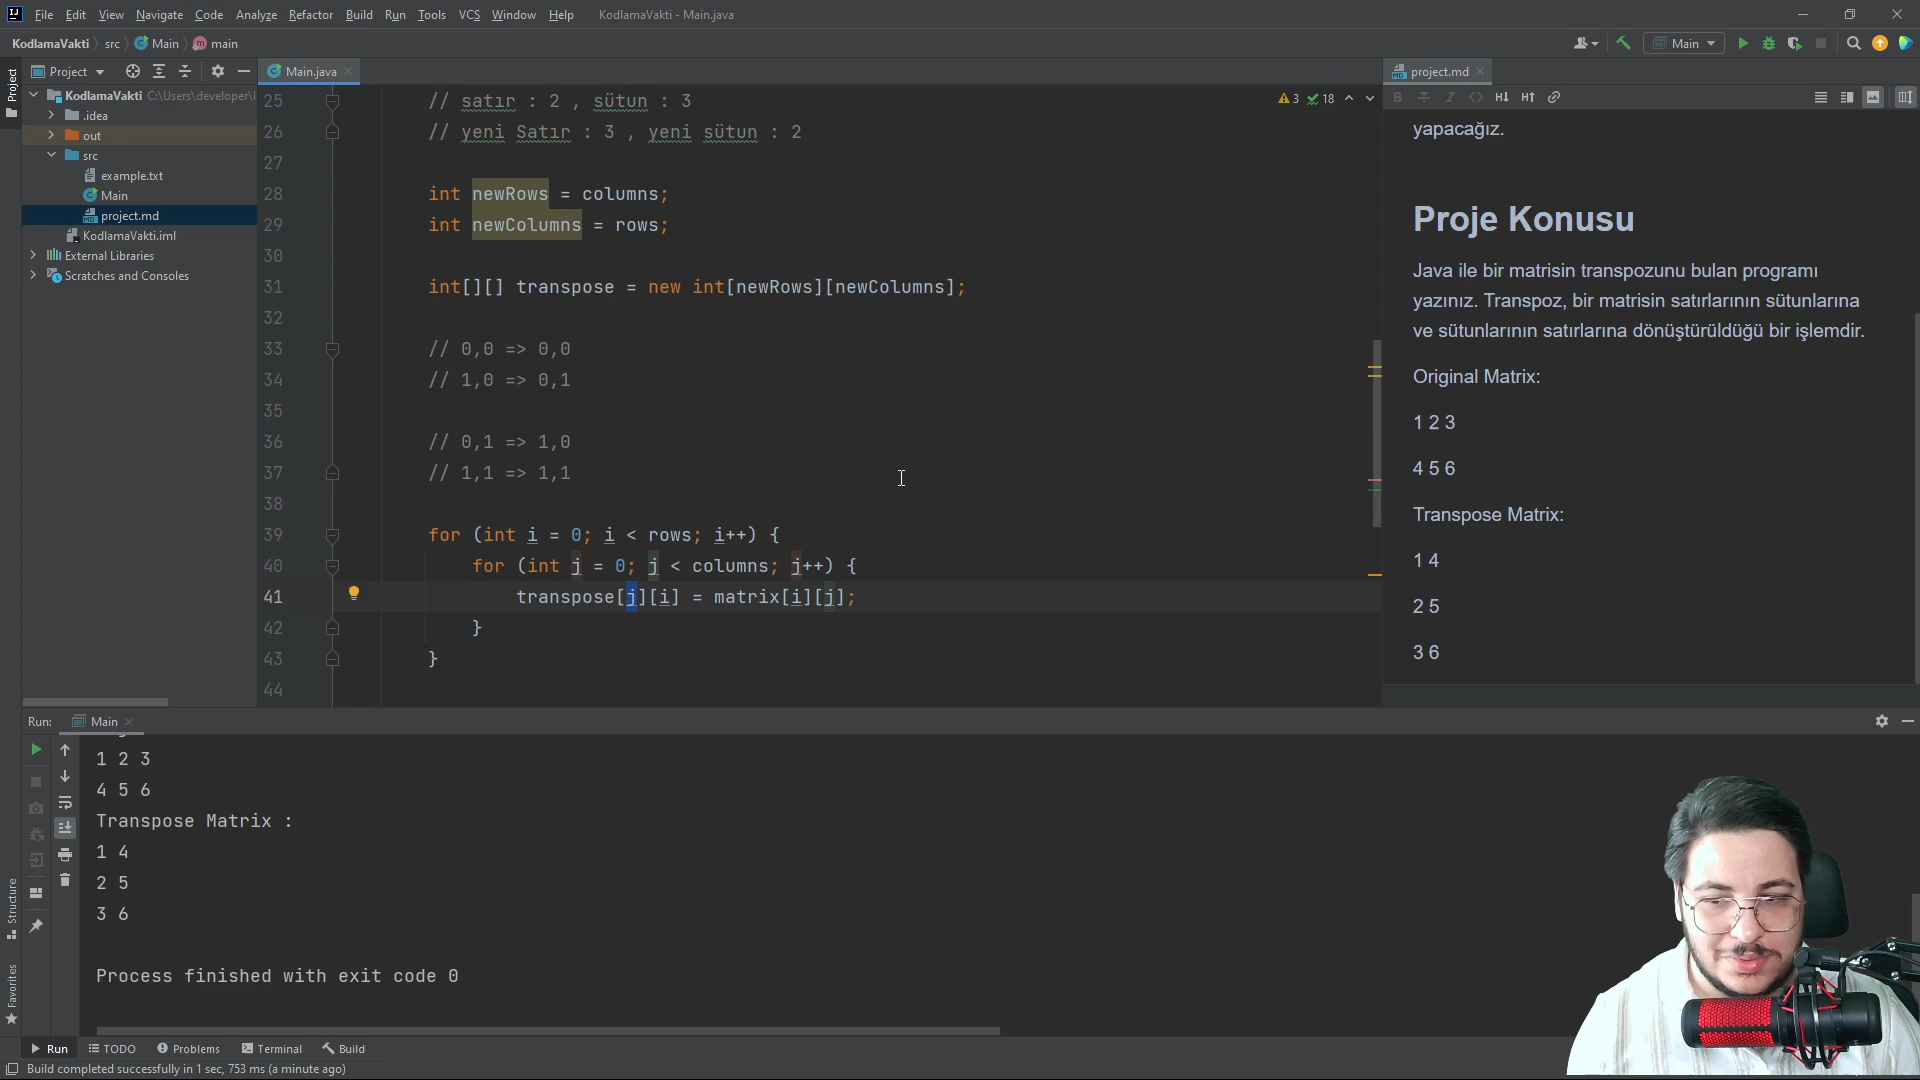 File Edit View Navigate Code Analyze Refactor Build Run Tools VCS Window Help KodlamaVakti - Main.java
KodlamaVakti src Main main
Main
Project
Project
Main.java
project.md
KodlamaVakti C:\Users\developer\I
.idea
out
src
example.txt
Main
project.md
KodlamaVakti.iml
External Libraries
Scratches and Consoles
3 18
25 // satır : 2 , sütun : 3
26 // yeni Satır : 3 , yeni sütun : 2
27
28 int newRows = columns;
29 int newColumns = rows;
30
31 int[][] transpose = new int[newRows][newColumns];
32
33 // 0,0 => 0,0
34 // 1,0 => 0,1
35
36 // 0,1 => 1,0
37 // 1,1 => 1,1
38
39 for (int i = 0; i < rows; i++) {
40 for (int j = 0; j < columns; j++) {
41 transpose[j][i] = matrix[i][j];
42 }
43 }
44
B I <> H↓ H↑
yapacağız.
Proje Konusu
Java ile bir matrisin transpozunu bulan programı
yazınız. Transpoz, bir matrisin satırlarının sütunlarına
ve sütunlarının satırlarına dönüştürüldüğü bir işlemdir.
Original Matrix:
1 2 3
4 5 6
Transpose Matrix:
1 4
2 5
3 6
Run: Main
1 2 3
4 5 6
Transpose Matrix :
1 4
2 5
3 6
Process finished with exit code 0
Structure
Favorites
Run TODO Problems Terminal Build
Build completed successfully in 1 sec, 753 ms (a minute ago)